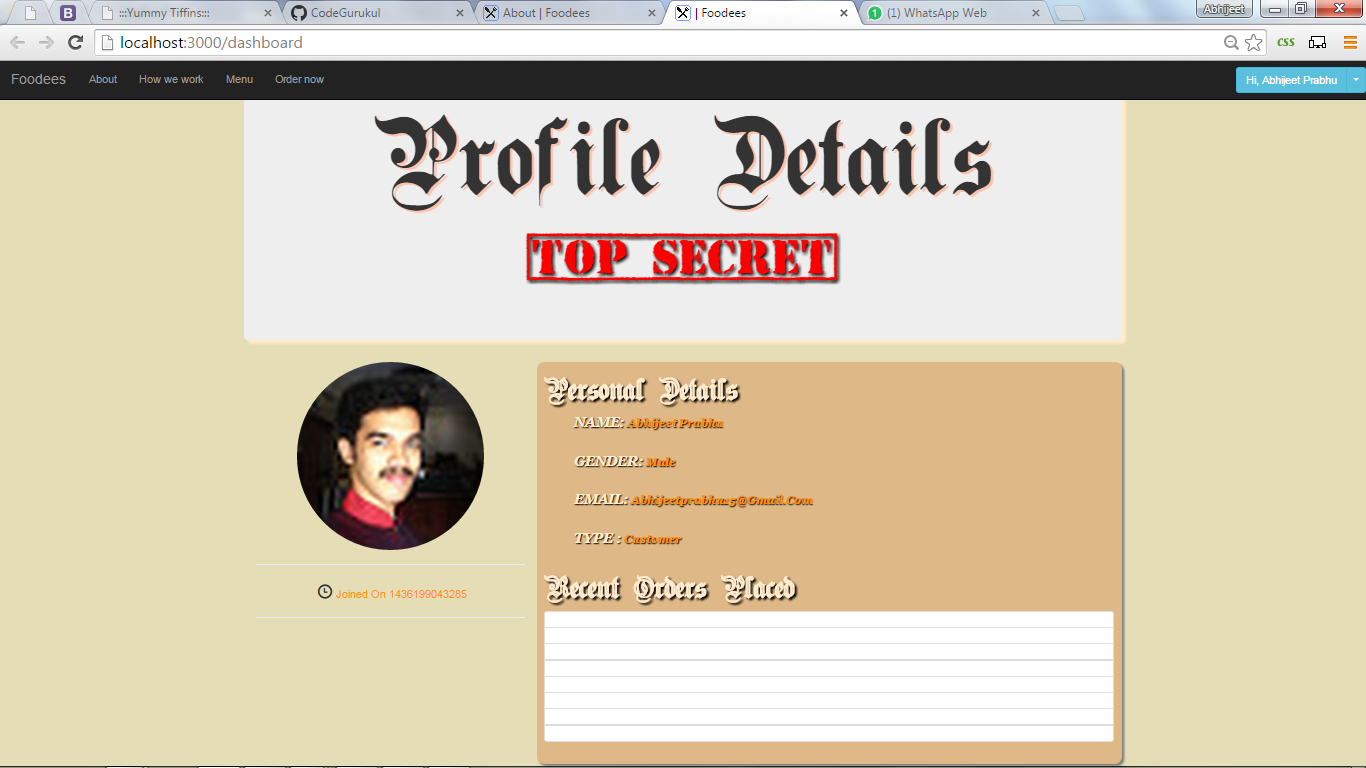 :::Yummy Tiffins:::
CodeGurukul
About | Foodees
| Foodees
(1) WhatsApp Web
Abhijeet
localhost:3000/dashboard
css
Foodees
About
How we work
Menu
Order now
Hi, Abhijeet Prabhu
Profile Details
TOP SECRET
Personal Details
NAME: Abhijeet Prabhu
GENDER: Male
EMAIL: Abhijeetprabhu15@Gmail.Com
TYPE : Customer
Joined On 1436199043285
Recent Orders Placed